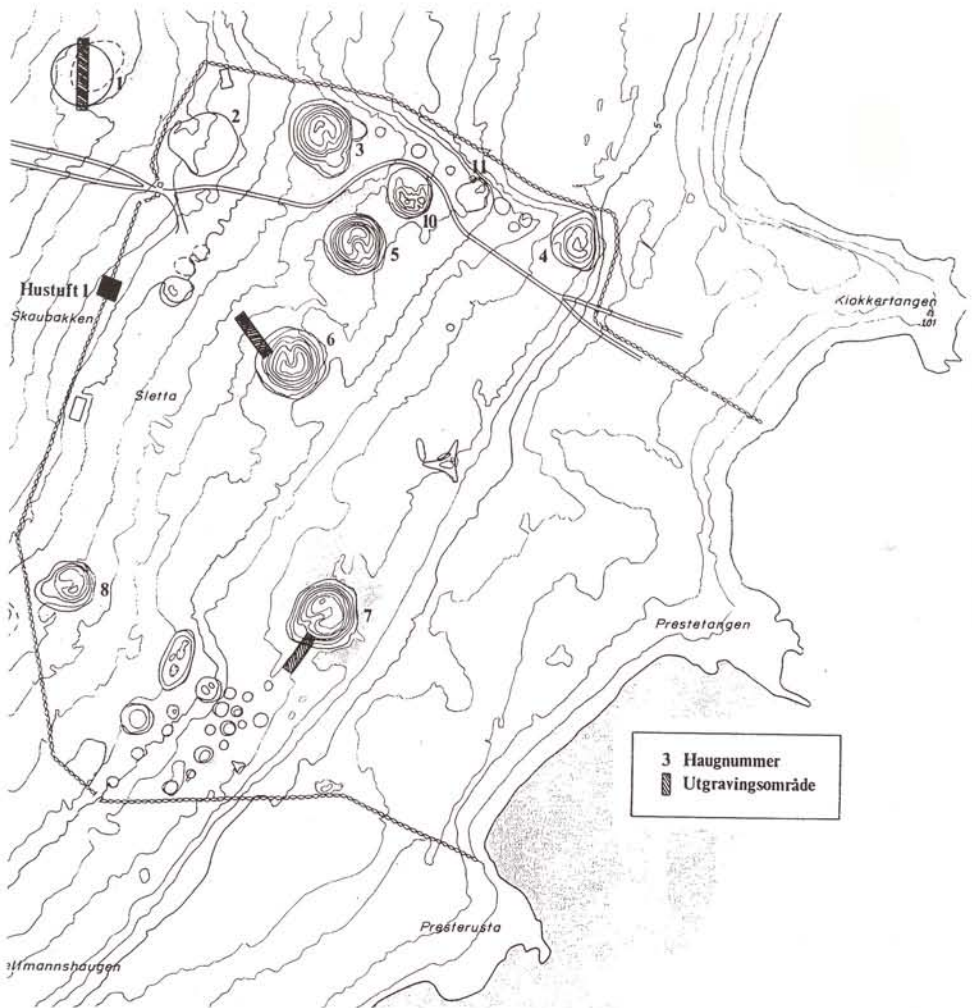 1
2
3
11
10
5
4
Hustuft 1
Skaubakken
Klokkertangen
6
Sletta
8
7
Prestetangen
3 Haugnummer
Utgravingsområde
Presterusta